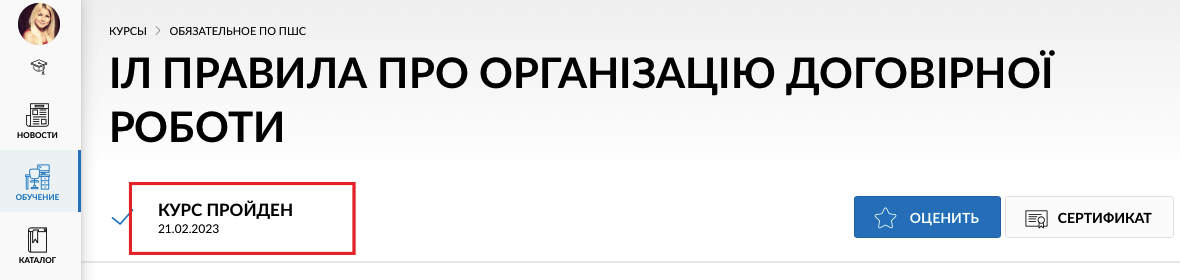 КУРСЫ > ОБЯЗАТЕЛЬНОЕ ПО ПШС
ІЛ ПРАВИЛА ПРО ОРГАНІЗАЦІЮ ДОГОВІРНОЇ
РОБОТИ
НОВОСТИ
ОБУЧЕНИЕ
КАТАЛОГ
КУРС ПРОЙДЕН
21.02.2023
ОЦЕНИТЬ
СЕРТИФИКАТ